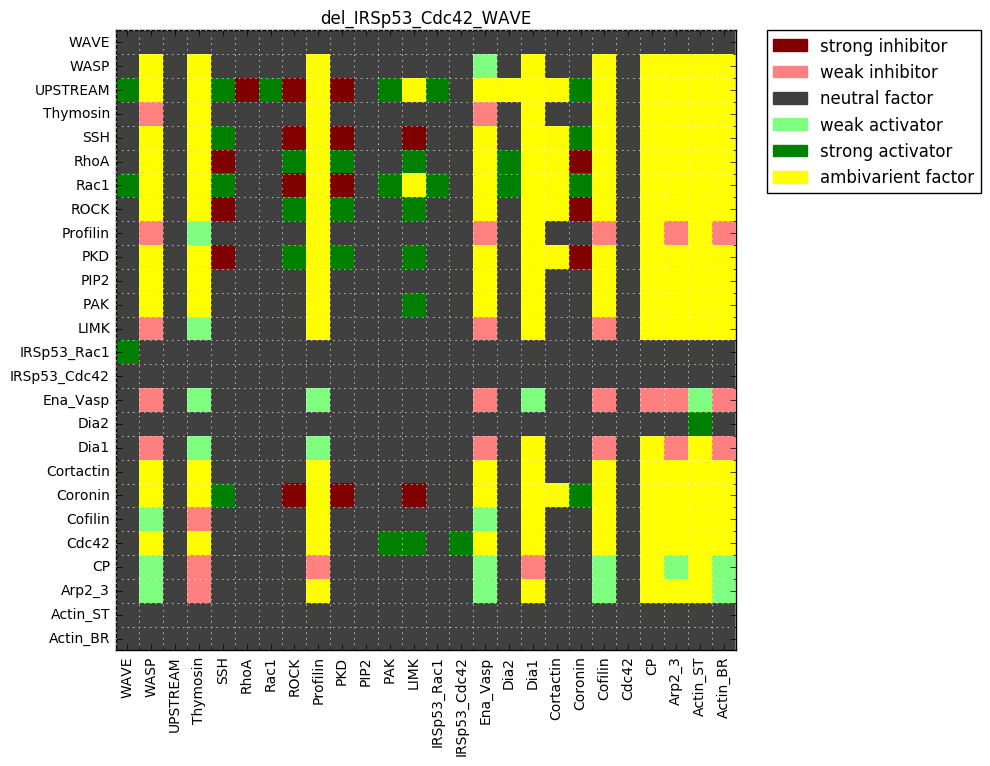 del_IRSp53_Cdc42_WAVE
strong inhibitor
weak inhibitor
neutral factor
weak activator
strong activator
ambivarient factor
WAVE
WASP
UPSTREAM
Thymosin
SSH
RhoA
Rac1
ROCK
Profilin
PKD
PIP2
PAK
LIMK
IRSp53_Rac1
IRSp53_Cdc42
Ena_Vasp
Dia2
Dia1
Cortactin
Coronin
Cofilin
Cdc42
CP
Arp2_3
Actin_ST
Actin_BR
WAVE
WASP
UPSTREAM
Thymosin
SSH
RhoA
Rac1
ROCK
Profilin
PKD
PIP2
PAK
LIMK
IRSp53_Rac1
IRSp53_Cdc42
Ena_Vasp
Dia2
Dia1
Cortactin
Coronin
Cofilin
Cdc42
CP
Arp2_3
Actin_ST
Actin_BR